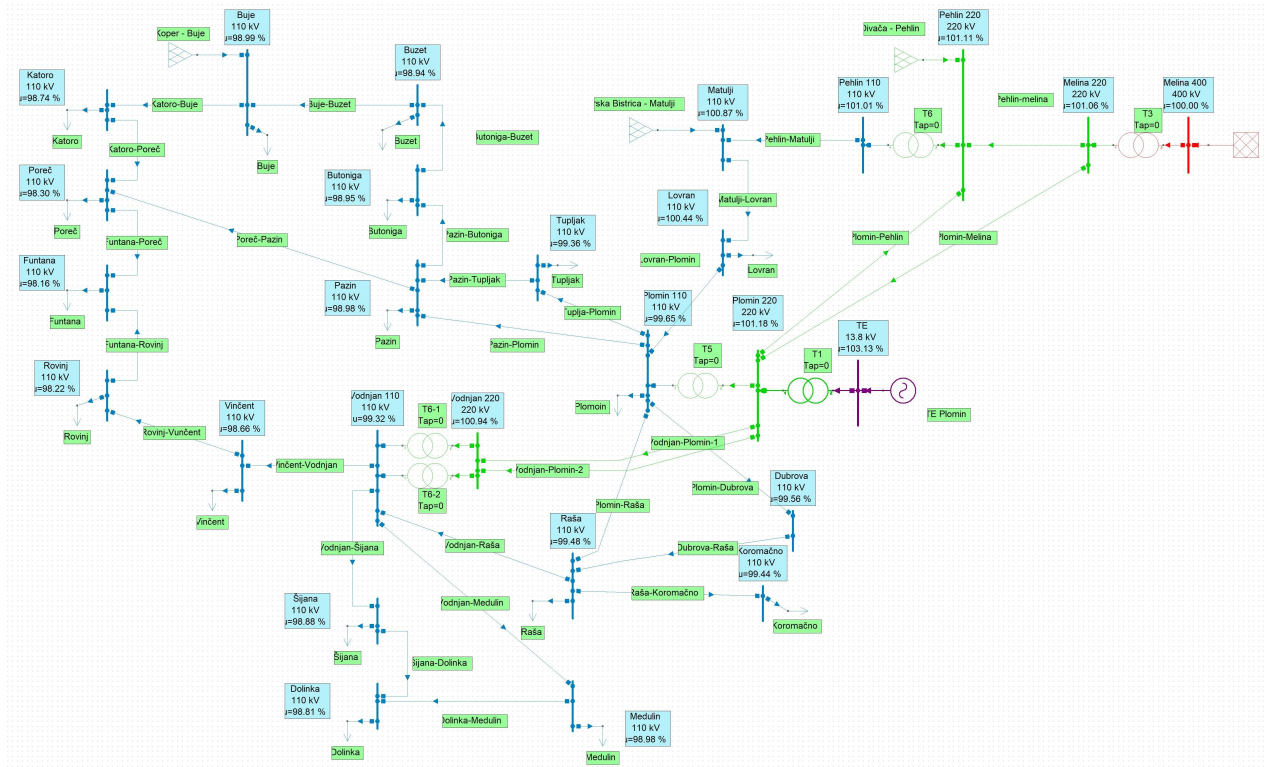 Buje
110 kV
u=98.99 %
Koper - Buje
Buzet
110 kV
u=98.94 %
Katoro
110 kV
u=98.74 %
Katoro-Buje
Buje-Buzet
Katoro
Buje
Buzet
Butoniga-Buzet
Katoro-Poreč
Poreč
110 kV
u=98.30 %
Poreč
Butoniga
110 kV
u=98.95 %
Butoniga
Pazin-Butoniga
Poreč-Pazin
Funtana-Poreč
Funtana
110 kV
u=98.16 %
Funtana
Funtana-Rovinj
Pazin
110 kV
u=98.98 %
Pazin
Pazin-Tupljak
Tupljak
110 kV
u=99.36 %
Tupljak
Tuplja-Plomin
Pazin-Plomin
Divača - Pehlin
Pehlin 220
220 kV
u=101.11 %
Matulji
110 kV
u=100.87 %
rska Bistrica - Matulji
Pehlin 110
110 kV
u=101.01 %
Pehlin-Matulji
T6
Tap=0
Pehlin-melina
Melina 220
220 kV
u=101.06 %
T3
Tap=0
Melina 400
400 kV
u=100.00 %
Matulji-Lovran
Lovran
110 kV
u=100.44 %
Lovran
Lovran-Plomin
Plomin-Pehlin
Plomin-Melina
Plomin 110
110 kV
u=99.65 %
Plomin 220
220 kV
u=101.18 %
T5
Tap=0
T1
Tap=0
TE
13.8 kV
u=103.13 %
TE Plomin
Plomoin
Rovinj
110 kV
u=98.22 %
Rovinj
Rovinj-Vunčent
Vinčent
110 kV
u=98.66 %
Vinčent
Vinčent-Vodnjan
Vodnjan 110
110 kV
u=99.32 %
T6-1
Tap=0
T6-2
Tap=0
Vodnjan 220
220 kV
u=100.94 %
Vodnjan-Plomin-1
Vodnjan-Plomin-2
Plomin-Dubrova
Plomin-Raša
Dubrova
110 kV
u=99.56 %
Raša
110 kV
u=99.48 %
Dubrova-Raša
Koromačno
110 kV
u=99.44 %
Raša-Koromačno
Koromačno
Raša
Vodnjan-Šijana
Vodnjan-Raša
Vodnjan-Medulin
Šijana
110 kV
u=98.88 %
Šijana
Šijana-Dolinka
Dolinka
110 kV
u=98.81 %
Dolinka
Dolinka-Medulin
Medulin
110 kV
u=98.98 %
Medulin